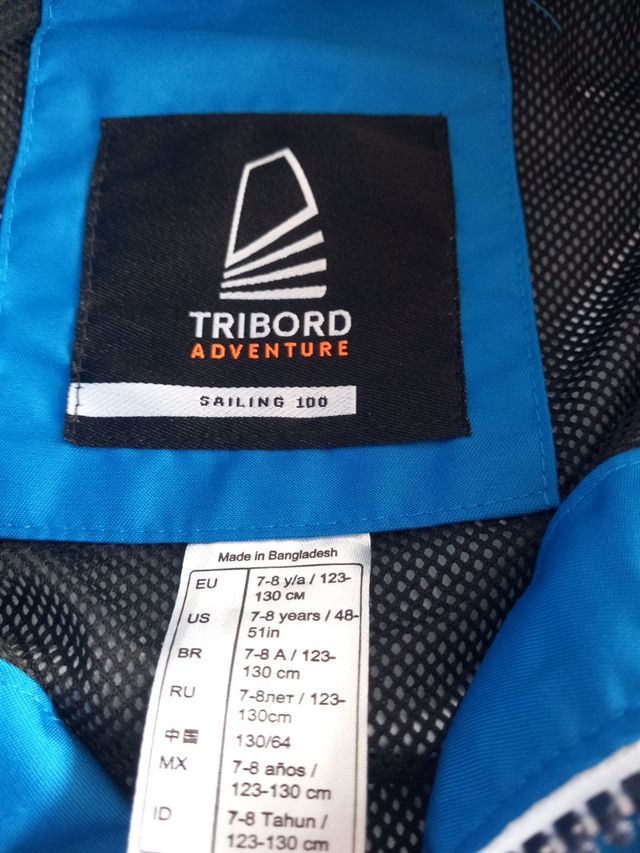 TRIBORD
ADVENTURE
SAILING 100
Made in Bangladesh
EU 7-8 y/a / 123-
130 см
US 7-8 years / 48-
51in
BR 7-8 A / 123-
130 cm
RU 7-8лет / 123-
130cm
中国 130/64
MX 7-8 años /
123-130 cm
ID 7-8 Tahun /
123-130 cm